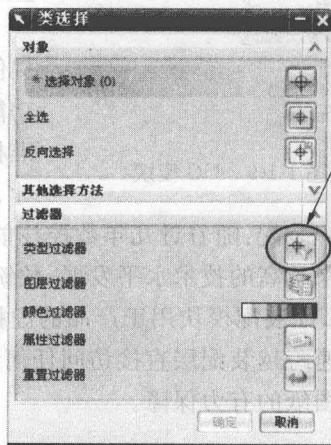 类选择
对象
* 选择对象 (0)
全选
反向选择
其他选择方法
过滤器
类型过滤器
图层过滤器
颜色过滤器
属性过滤器
重置过滤器
确定
取消